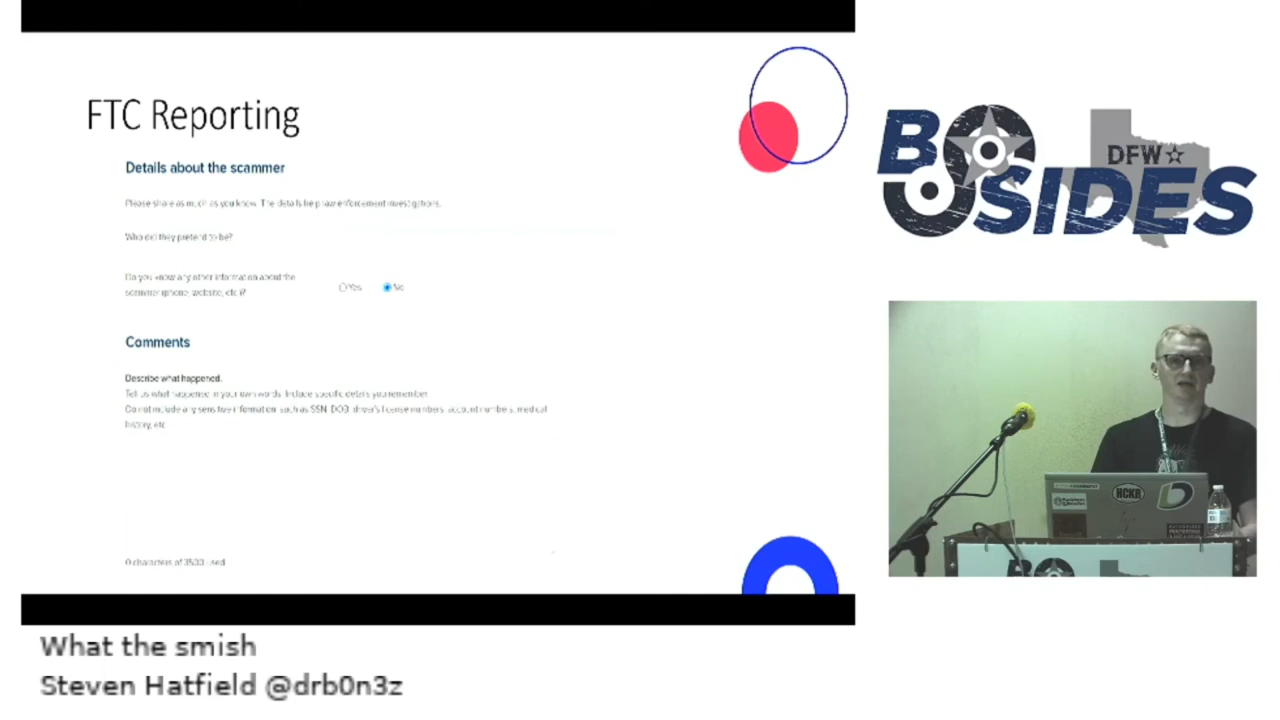 FTC Reporting
Details about the scammer
Please share as much as you know. The details help law enforcement investigations.
Who did they pretend to be?
Do you know any other information about the
scammer (phone, website, etc.)?
Yes
No
Comments
Describe what happened.
Tell us what happened in your own words. Include specific details you remember.
Do not include any sensitive information such as SSN, DOB, driver's license numbers, account numbers, medical
history, etc.
0 characters of 3500 used
BSIDES
DFW
HCKR
What the smish
Steven Hatfield @drb0n3z